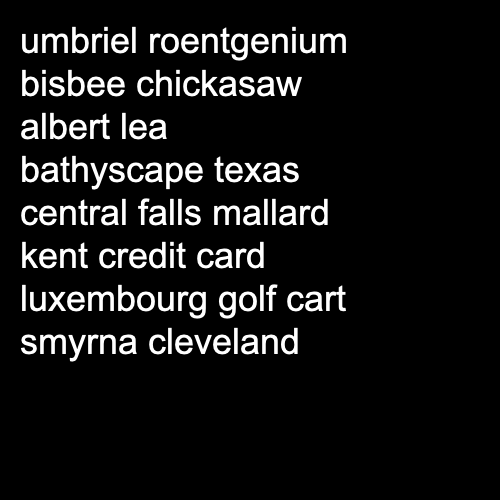 umbriel roentgenium
bisbee chickasaw
albert lea
bathyscape texas
central falls mallard
kent credit card
luxembourg golf cart
smyrna cleveland